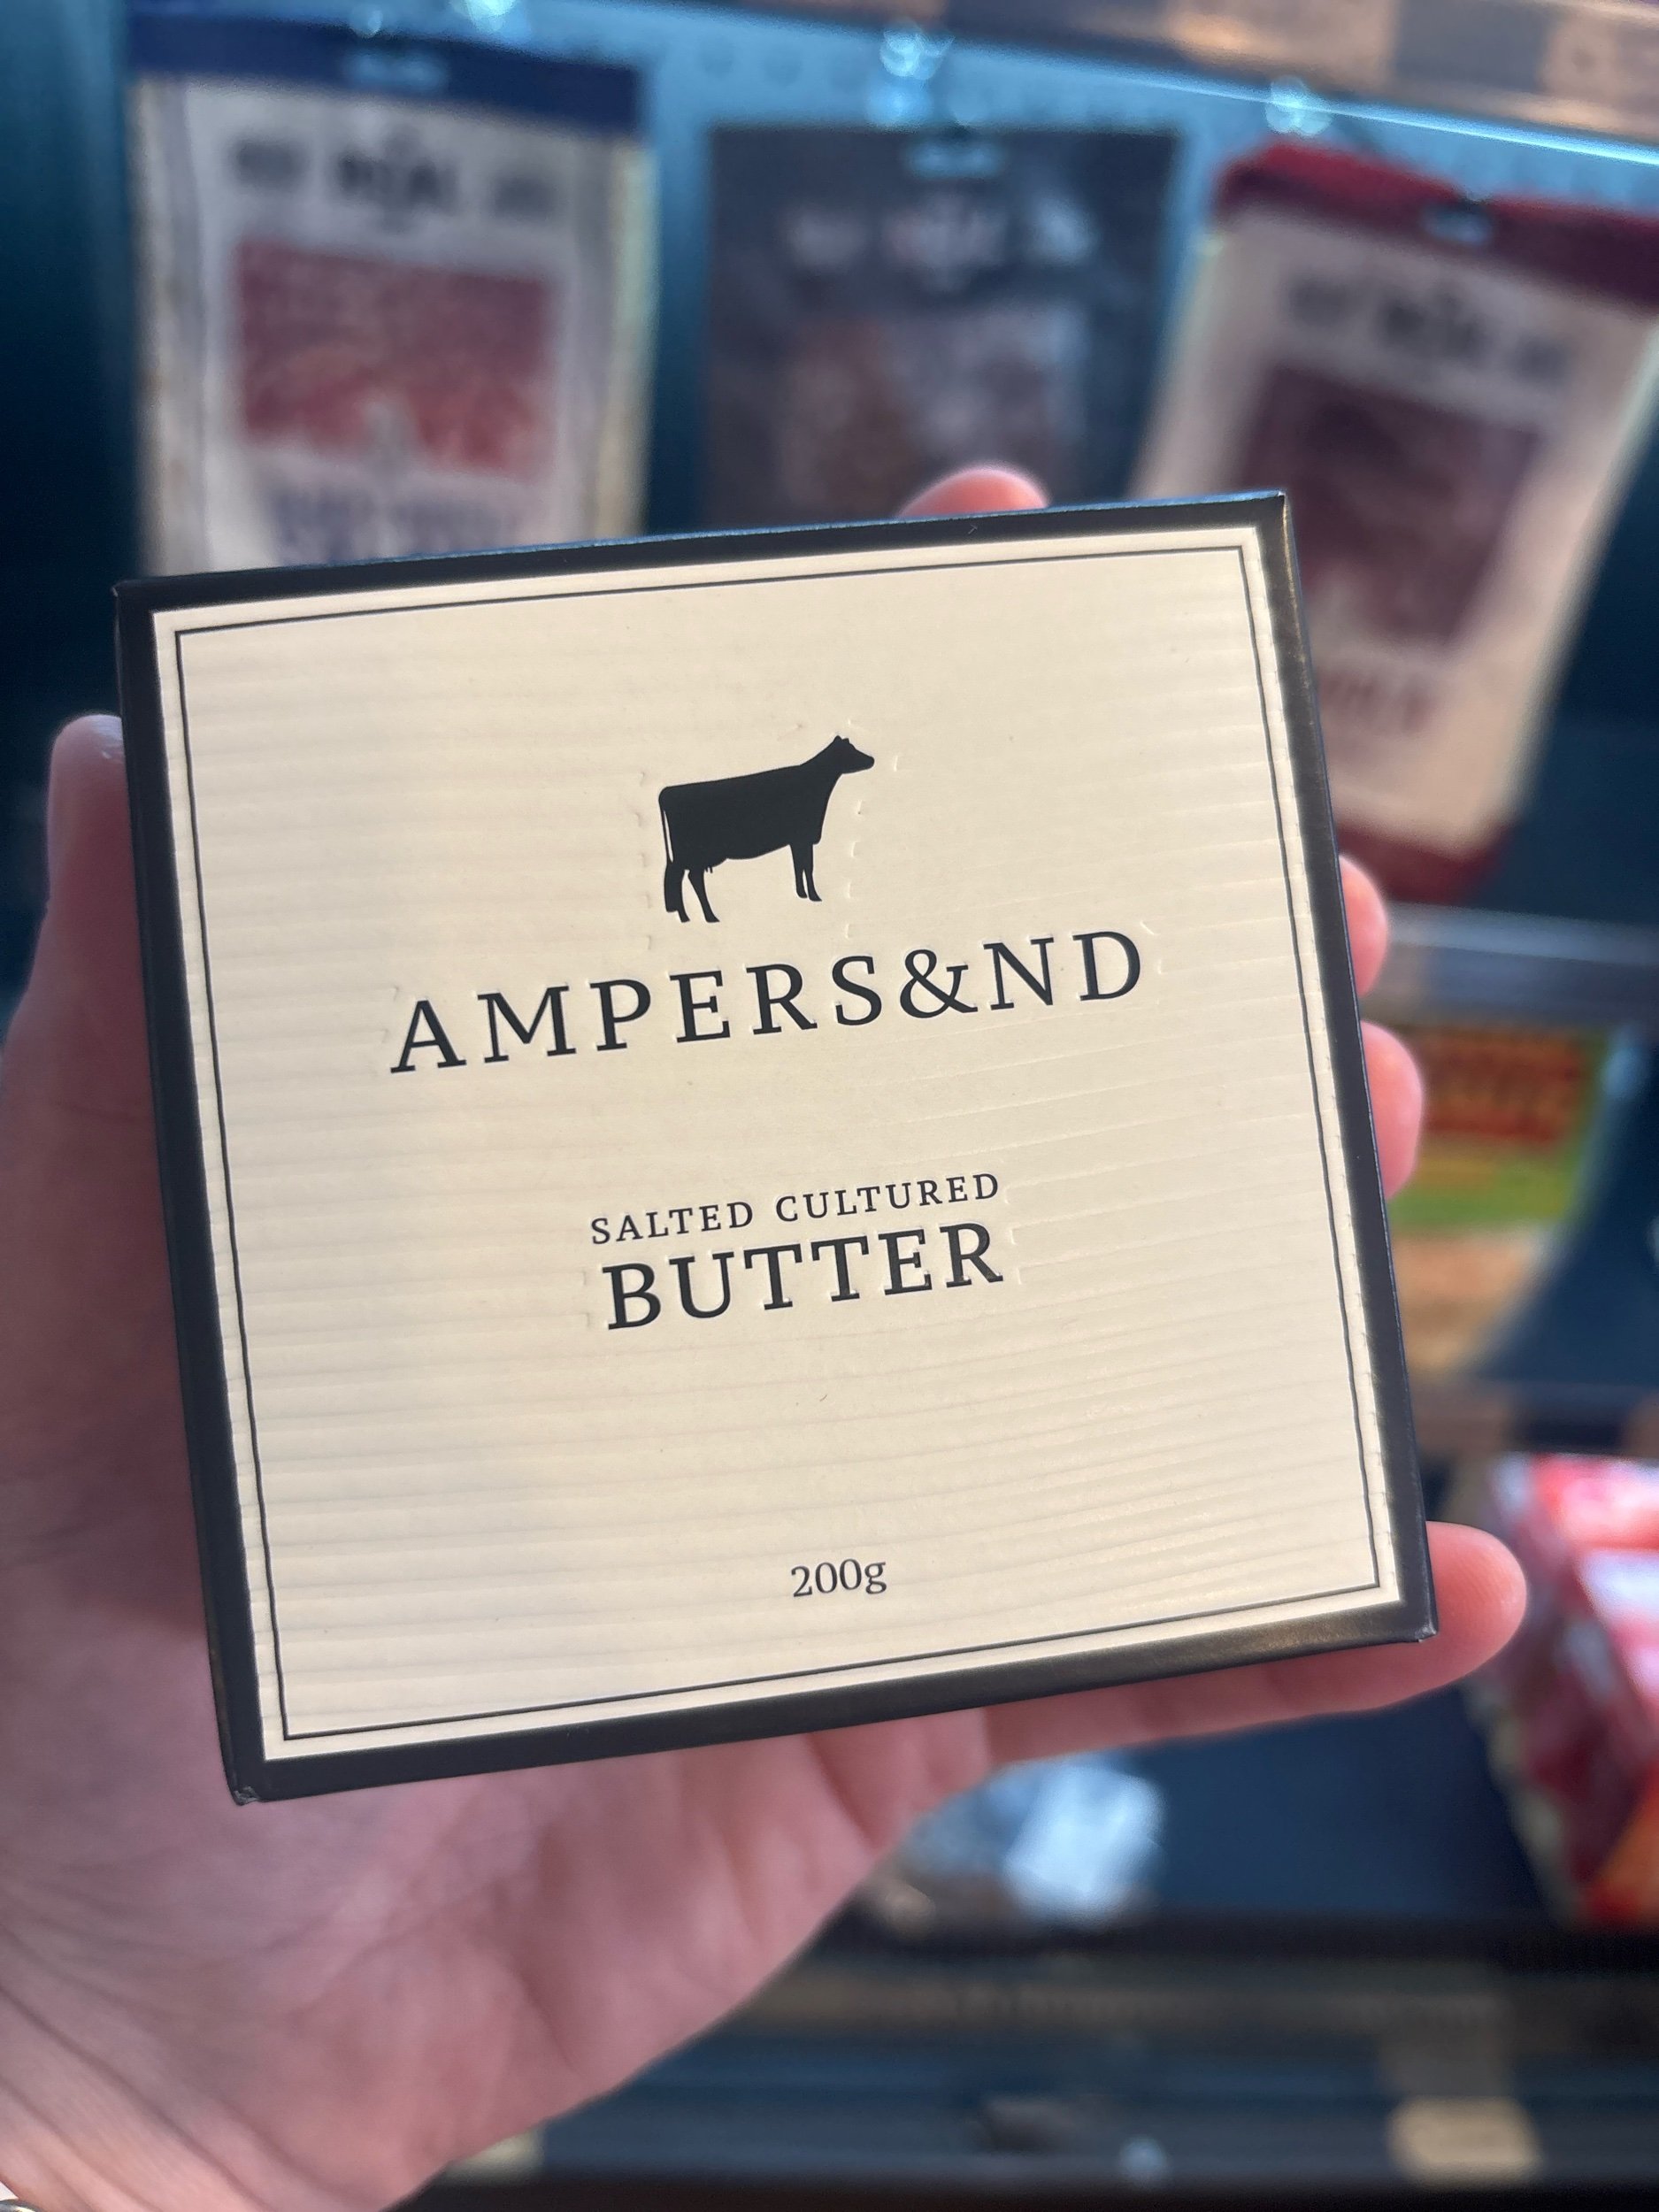 AMPERS&ND
SALTED CULTURED
BUTTER
200g